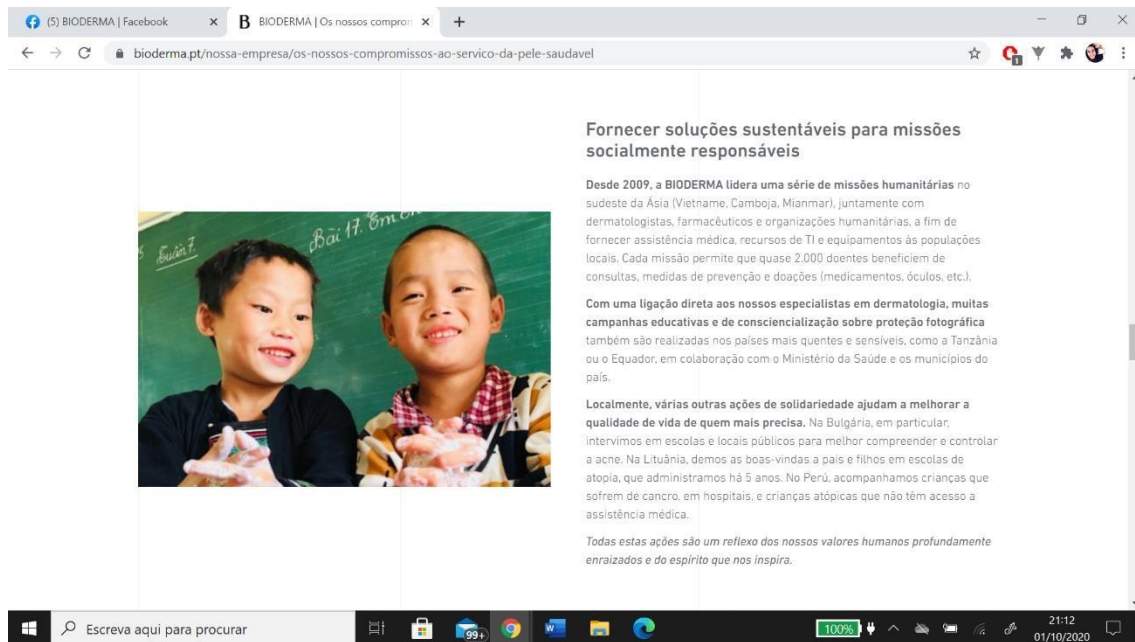 (5) BIODERMA | Facebook
BIODERMA | Os nossos comprom
bioderma.pt/nossa-empresa/os-nossos-compromissos-ao-servico-da-pele-saudavel
Fornecer soluções sustentáveis para missões
socialmente responsáveis
Desde 2009, a BIODERMA lidera uma série de missões humanitárias no
sudeste da Ásia (Vietname, Camboja, Mianmar), juntamente com
dermatologistas, farmacêuticos e organizações humanitárias, a fim de
fornecer assistência médica, recursos de TI e equipamentos às populações
locais. Cada missão permite que quase 2.000 doentes beneficiem de
consultas, medidas de prevenção e doações (medicamentos, óculos, etc.).
Com uma ligação direta aos nossos especialistas em dermatologia, muitas
campanhas educativas e de consciencialização sobre proteção fotográfica
também são realizadas nos países mais quentes e sensíveis, como a Tanzânia
ou o Equador, em colaboração com o Ministério da Saúde e os municípios do
país.
Localmente, várias outras ações de solidariedade ajudam a melhorar a
qualidade de vida de quem mais precisa. Na Bulgária, em particular,
intervimos em escolas e locais públicos para melhor compreender e controlar
a acne. Na Lituânia, demos as boas-vindas a pais e filhos em escolas de
atopia, que administramos há 5 anos. No Perú, acompanhamos crianças que
sofrem de cancro, em hospitais, e crianças atópicas que não têm acesso a
assistência médica.
Todas estas ações são um reflexo dos nossos valores humanos profundamente
enraizados e do espírito que nos inspira.
Bài 17.
Escreva aqui para procurar
99+
100%
21:12
01/10/2020